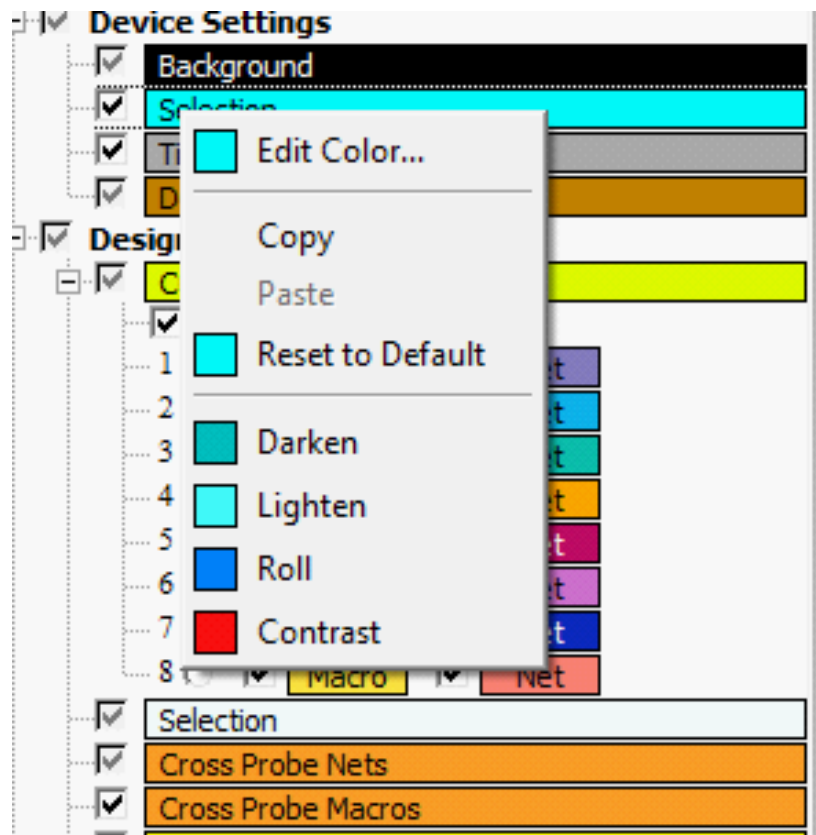 Device Settings
Background
Selection
Edit Color...
Copy
Paste
Reset to Default
1
2
Darken
3
4
Lighten
5
Roll
6
7
Contrast
8 Macro Net
Selection
Cross Probe Nets
Cross Probe Macros